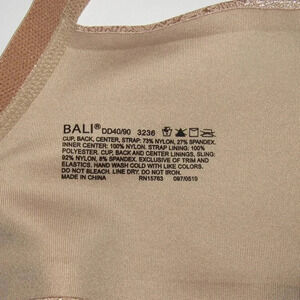 BALI® DD40/90 3236
CUP, BACK, CENTER, STRAP: 73% NYLON, 27% SPANDEX.
INNER CENTER: 100% NYLON, STRAP LINING: 100%
POLYESTER. CUP, BACK AND CENTER LININGS, SLING:
92% NYLON, 8% SPANDEX. EXCLUSIVE OF TRIM AND
ELASTICS. HAND WASH COLD WITH LIKE COLORS.
DO NOT BLEACH. LINE DRY. DO NOT IRON.
MADE IN CHINA RN15763 097/0510